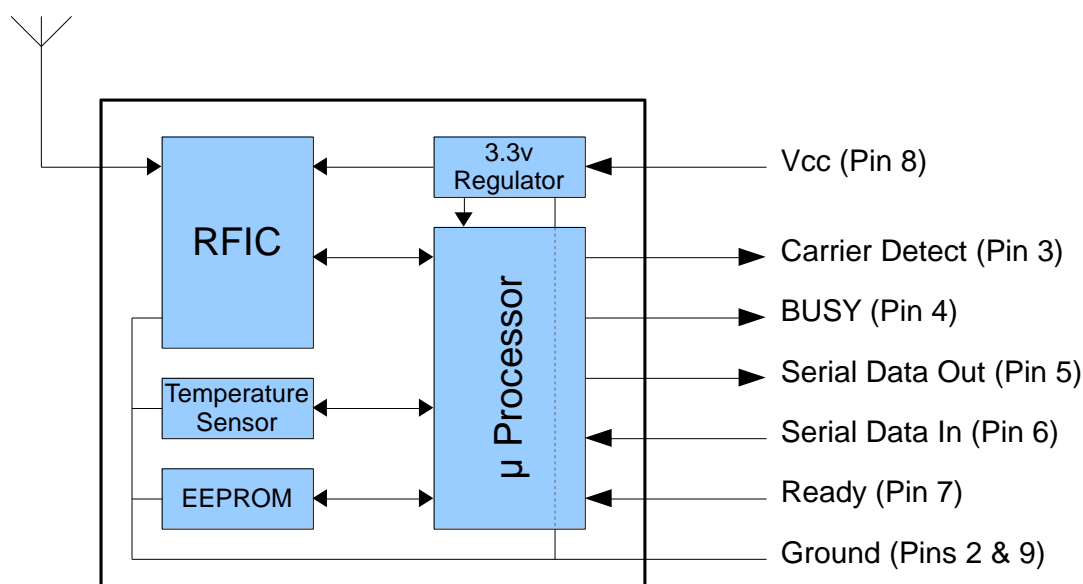 3.3v
Regulator
Vcc (Pin 8)
RFIC
Carrier Detect (Pin 3)
µ Processor
BUSY (Pin 4)
Serial Data Out (Pin 5)
Temperature
Sensor
Serial Data In (Pin 6)
EEPROM
Ready (Pin 7)
Ground (Pins 2 & 9)